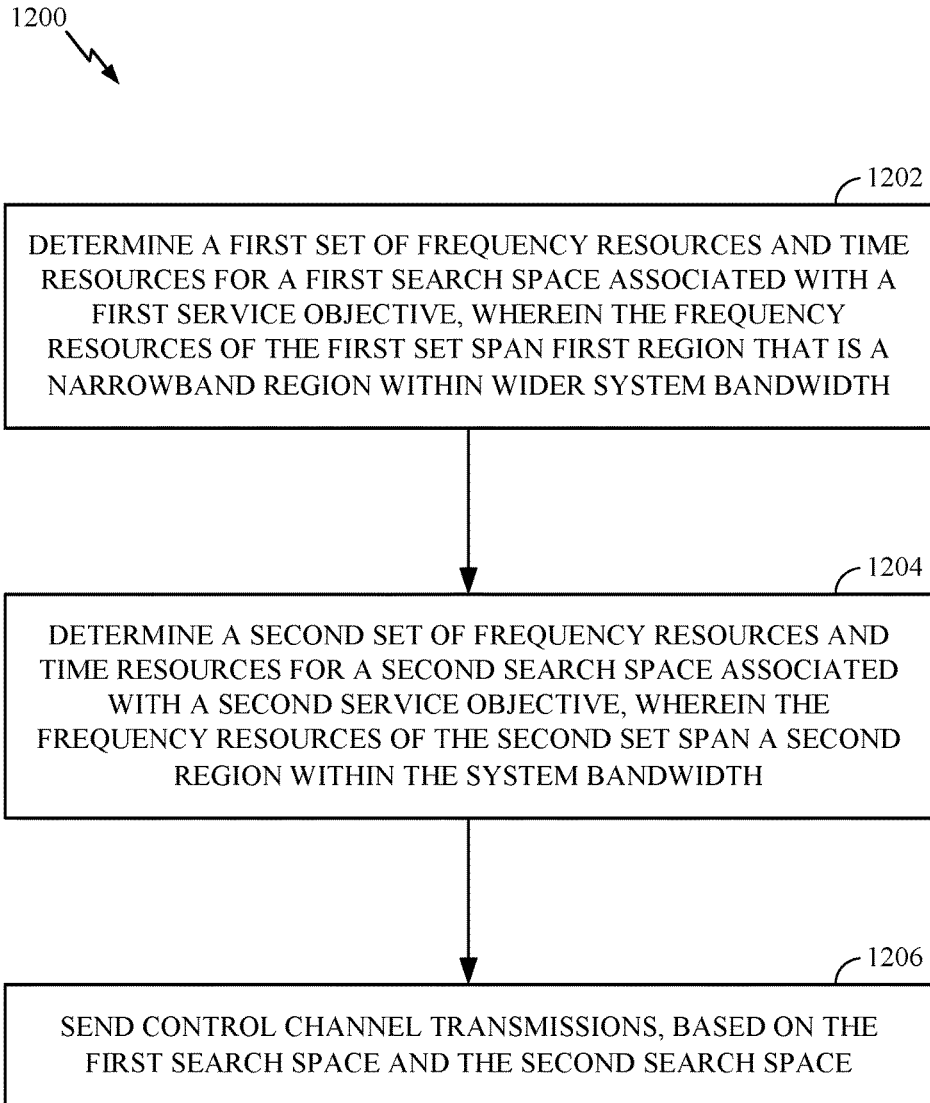 1200
1202
DETERMINE A FIRST SET OF FREQUENCY RESOURCES AND TIME
RESOURCES FOR A FIRST SEARCH SPACE ASSOCIATED WITH A
FIRST SERVICE OBJECTIVE, WHEREIN THE FREQUENCY
RESOURCES OF THE FIRST SET SPAN FIRST REGION THAT IS A
NARROWBAND REGION WITHIN WIDER SYSTEM BANDWIDTH
1204
DETERMINE A SECOND SET OF FREQUENCY RESOURCES AND
TIME RESOURCES FOR A SECOND SEARCH SPACE ASSOCIATED
WITH A SECOND SERVICE OBJECTIVE, WHEREIN THE
FREQUENCY RESOURCES OF THE SECOND SET SPAN A SECOND
REGION WITHIN THE SYSTEM BANDWIDTH
1206
SEND CONTROL CHANNEL TRANSMISSIONS, BASED ON THE
FIRST SEARCH SPACE AND THE SECOND SEARCH SPACE